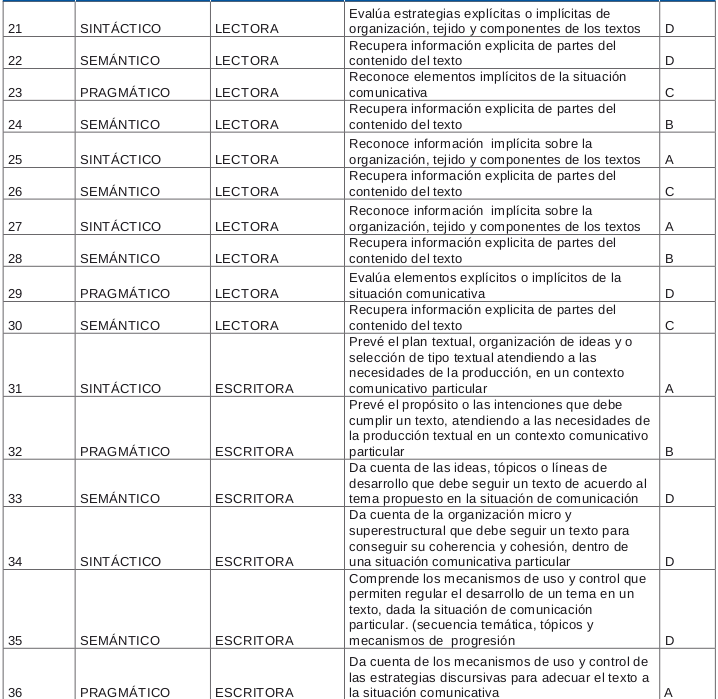 Evalúa estrategias explícitas o implícitas de
21 SINTÁCTICO LECTORA organización, tejido y componentes de los textos D
Recupera información explicita de partes del
22 SEMÁNTICO LECTORA contenido del texto D
Reconoce elementos implícitos de la situación
23 PRAGMÁTICO LECTORA comunicativa C
Recupera información explicita de partes del
24 SEMÁNTICO LECTORA contenido del texto B
Reconoce información implícita sobre la
25 SINTÁCTICO LECTORA organización, tejido y componentes de los textos A
Recupera información explicita de partes del
26 SEMÁNTICO LECTORA contenido del texto C
Reconoce información implícita sobre la
27 SINTÁCTICO LECTORA organización, tejido y componentes de los textos A
Recupera información explicita de partes del
28 SEMÁNTICO LECTORA contenido del texto B
Evalúa elementos explícitos o implícitos de la
29 PRAGMÁTICO LECTORA situación comunicativa D
Recupera información explicita de partes del
30 SEMÁNTICO LECTORA contenido del texto C
Prevé el plan textual, organización de ideas y o
selección de tipo textual atendiendo a las
necesidades de la producción, en un contexto
31 SINTÁCTICO ESCRITORA comunicativo particular A
Prevé el propósito o las intenciones que debe
cumplir un texto, atendiendo a las necesidades de
la producción textual en un contexto comunicativo
32 PRAGMÁTICO ESCRITORA particular B
Da cuenta de las ideas, tópicos o líneas de
desarrollo que debe seguir un texto de acuerdo al
33 SEMÁNTICO ESCRITORA tema propuesto en la situación de comunicación D
Da cuenta de la organización micro y
superestructural que debe seguir un texto para
conseguir su coherencia y cohesión, dentro de
34 SINTÁCTICO ESCRITORA una situación comunicativa particular D
Comprende los mecanismos de uso y control que
permiten regular el desarrollo de un tema en un
texto, dada la situación de comunicación
particular. (secuencia temática, tópicos y
35 SEMÁNTICO ESCRITORA mecanismos de progresión D
Da cuenta de los mecanismos de uso y control de
las estrategias discursivas para adecuar el texto a
36 PRAGMÁTICO ESCRITORA la situación comunicativa A